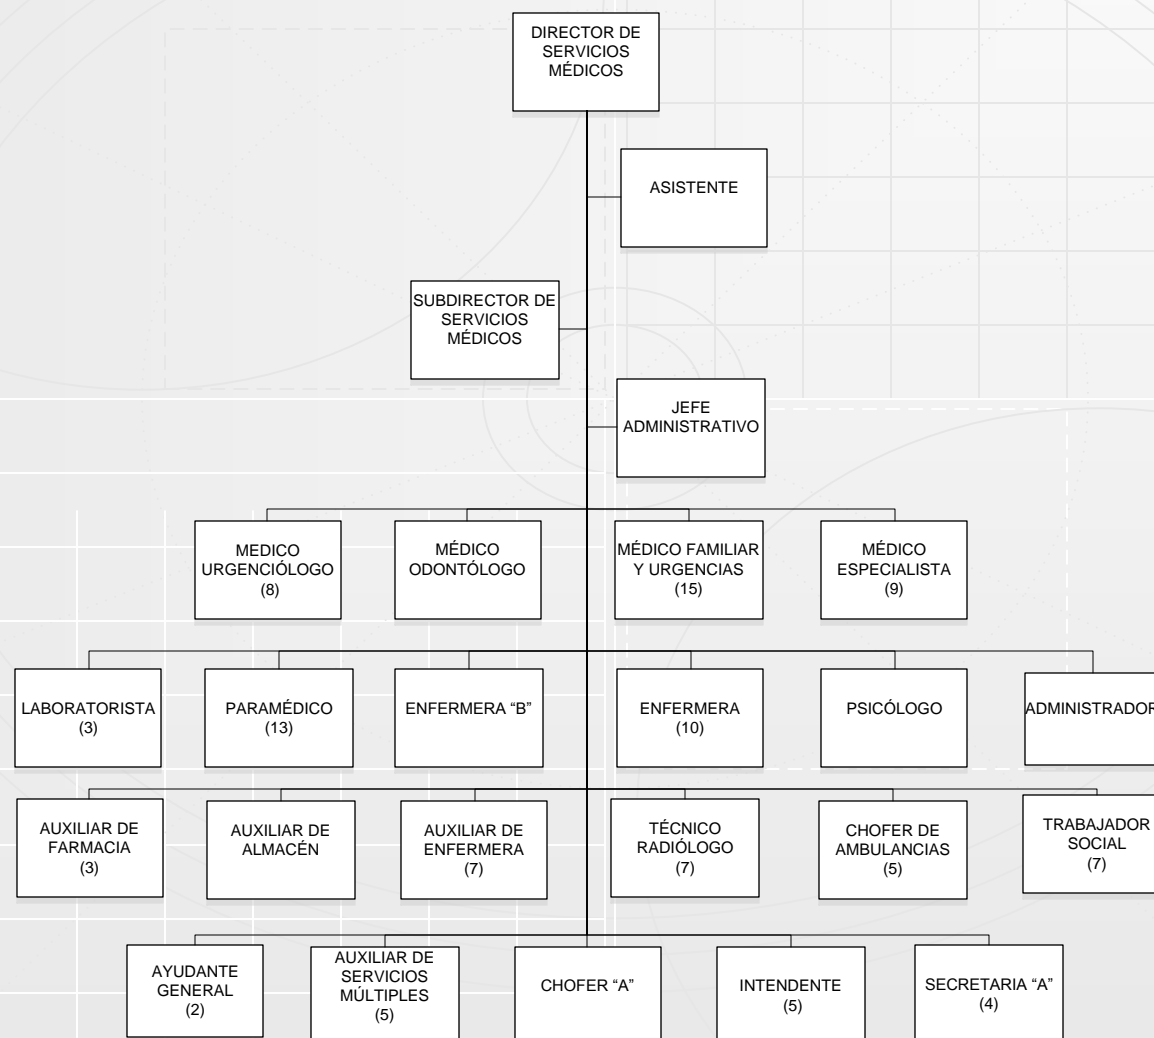 DIRECTOR DE
SERVICIOS
MÉDICOS
ASISTENTE
SUBDIRECTOR DE
SERVICIOS
MÉDICOS
JEFE
ADMINISTRATIVO
MEDICO
URGENCIÓLOGO
(8)
MÉDICO
ODONTÓLOGO
MÉDICO FAMILIAR
Y URGENCIAS
(15)
MÉDICO
ESPECIALISTA
(9)
LABORATORISTA
(3)
PARAMÉDICO
(13)
ENFERMERA “B”
ENFERMERA
(10)
PSICÓLOGO
ADMINISTRADOR
AUXILIAR DE
FARMACIA
(3)
AUXILIAR DE
ALMACÉN
AUXILIAR DE
ENFERMERA
(7)
TÉCNICO
RADIÓLOGO
(7)
CHOFER DE
AMBULANCIAS
(5)
TRABAJADOR
SOCIAL
(7)
AYUDANTE
GENERAL
(2)
AUXILIAR DE
SERVICIOS
MÚLTIPLES
(5)
CHOFER “A”
INTENDENTE
(5)
SECRETARIA “A”
(4)